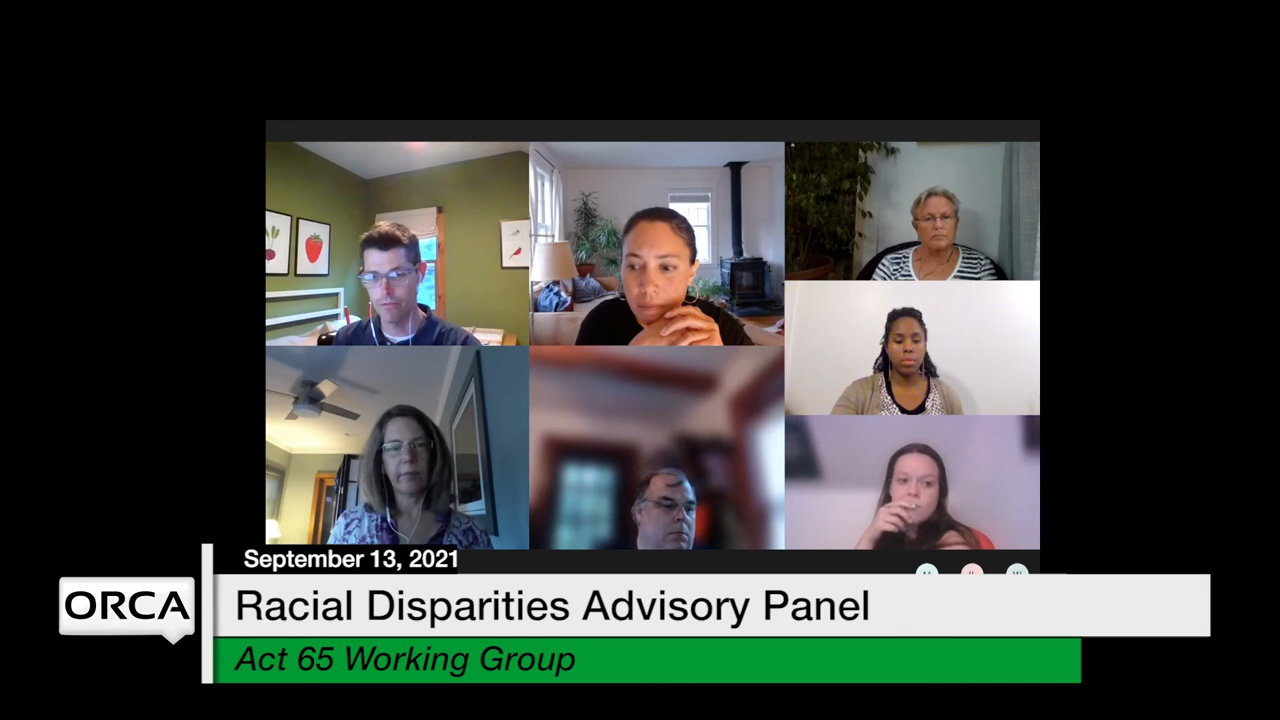 September 13, 2021
ORCA
Racial Disparities Advisory Panel
Act 65 Working Group